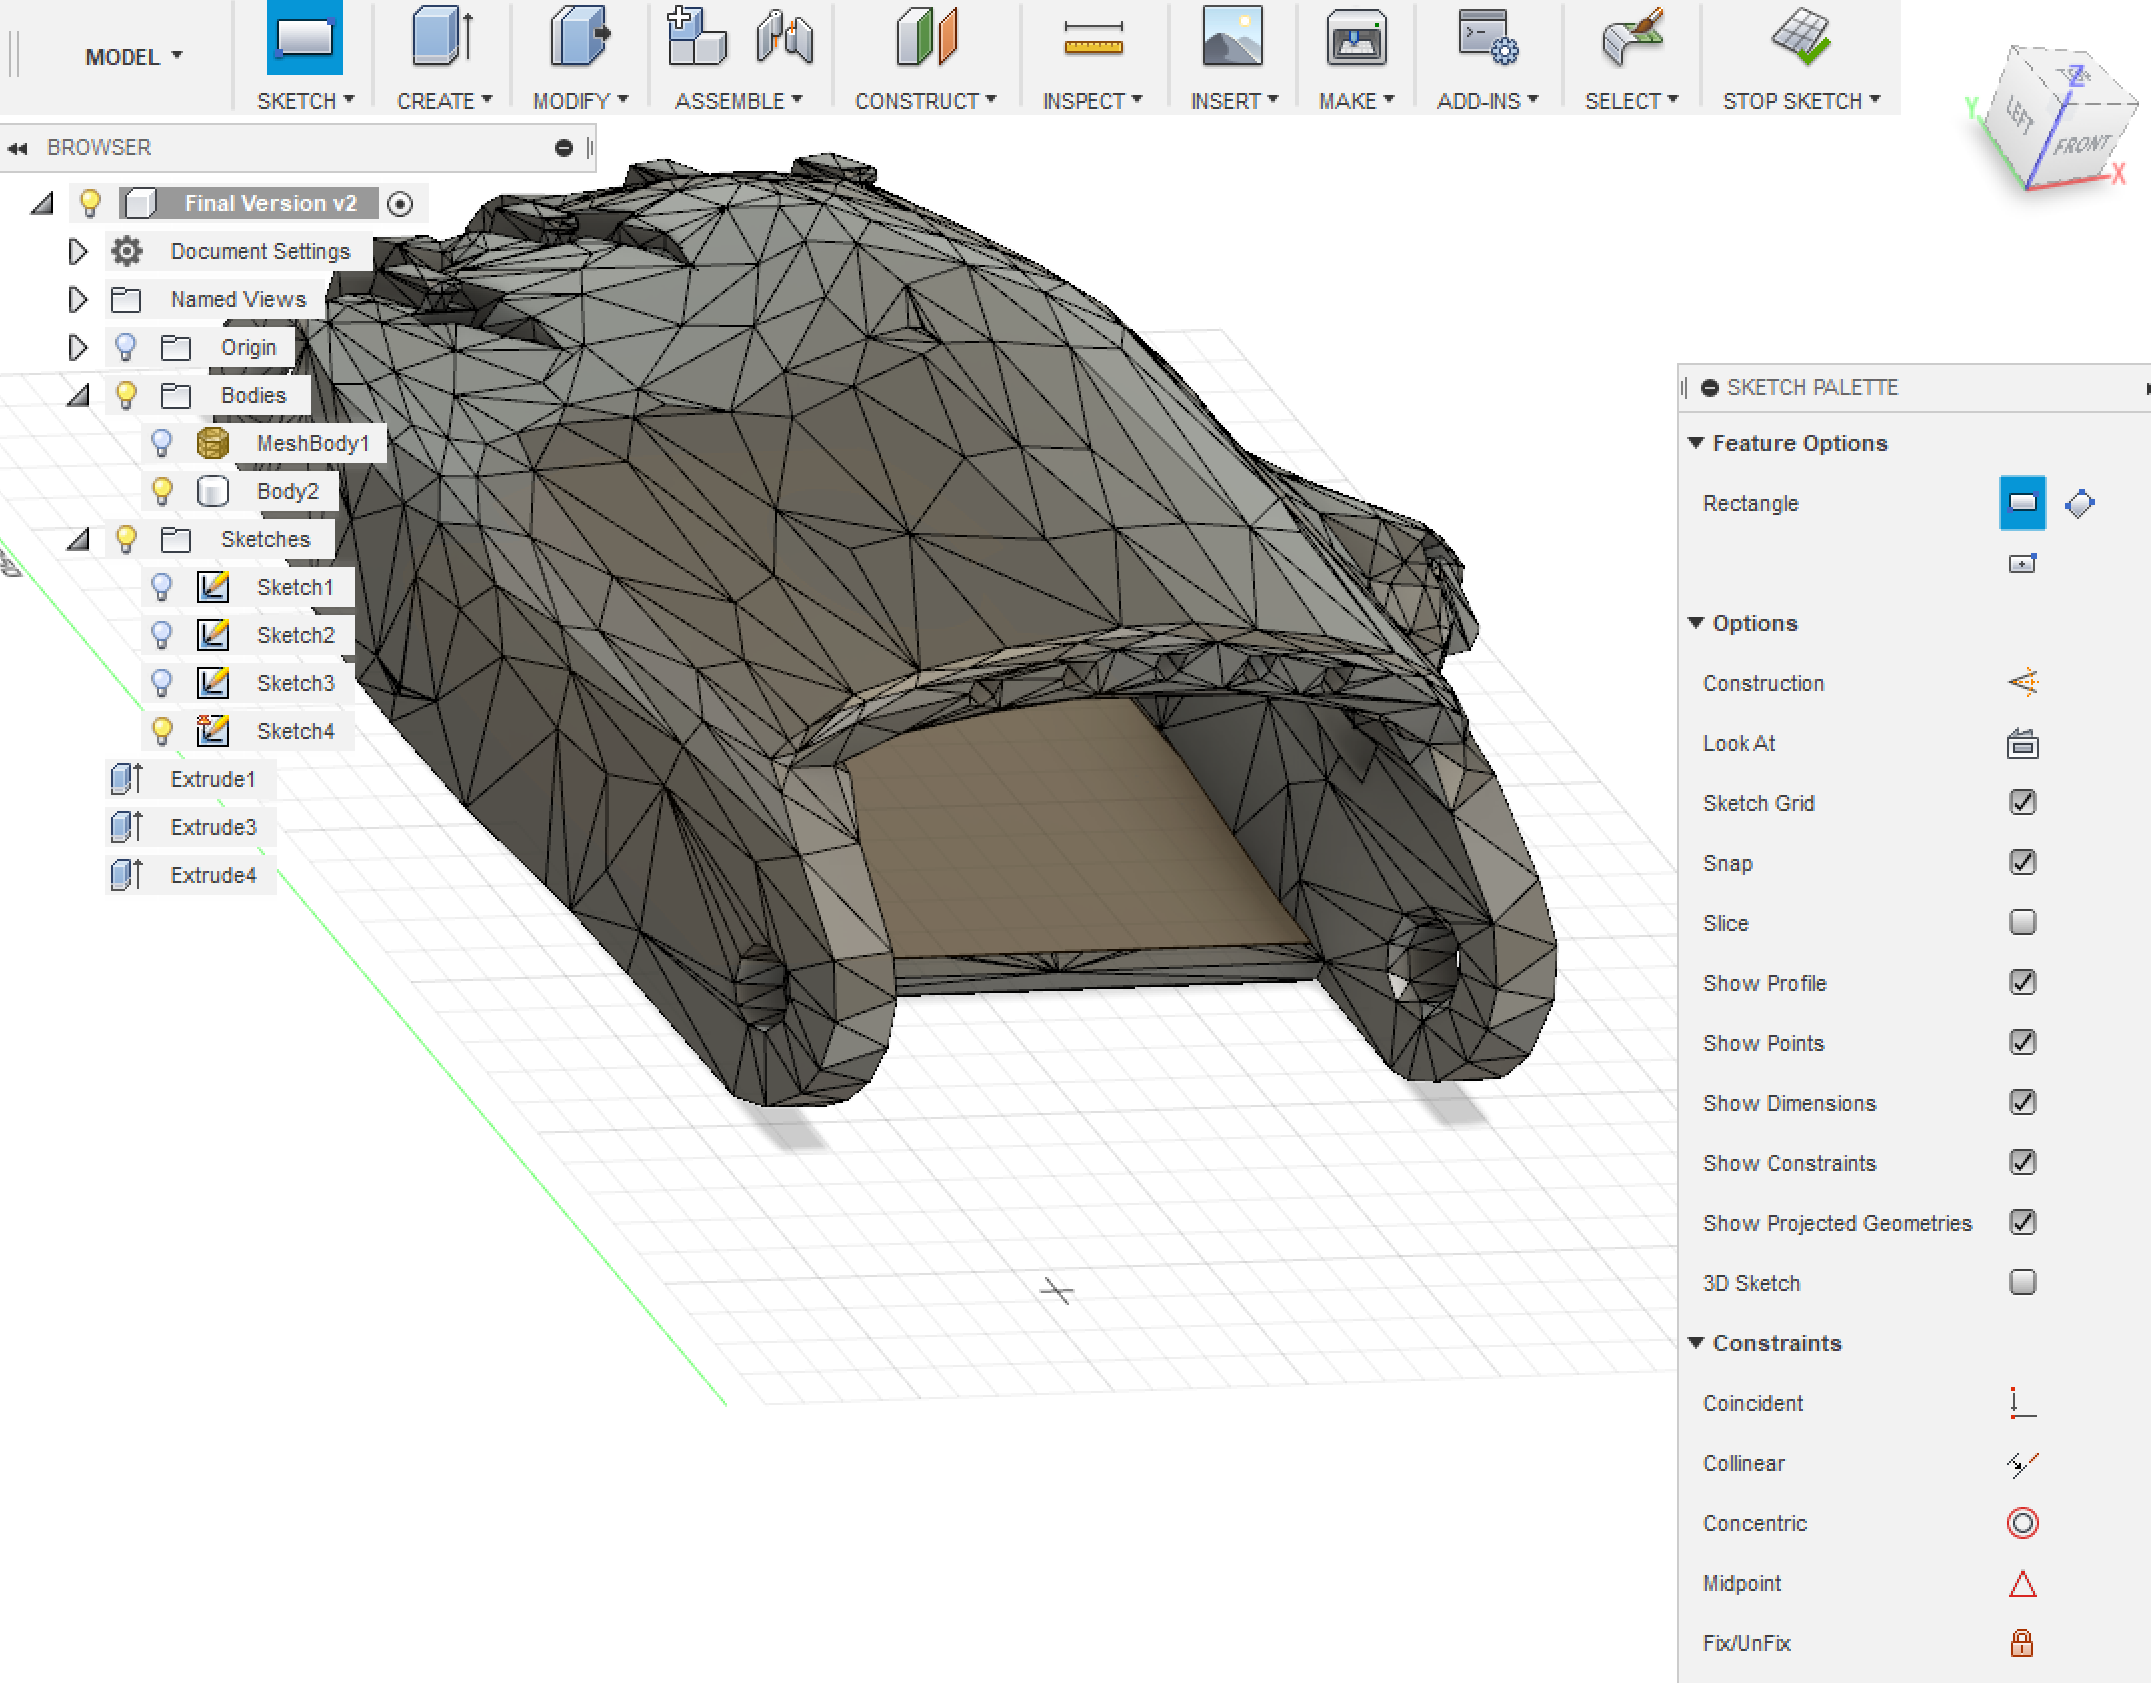 MODEL
SKETCH
CREATE
MODIFY
ASSEMBLE
CONSTRUCT
INSPECT
INSERT
MAKE
ADD-INS
SELECT
STOP SKETCH
Z
Y
LEFT
FRONT
X
BROWSER
Final Version v2
Document Settings
Named Views
Origin
Bodies
MeshBody1
Body2
Sketches
Sketch1
Sketch2
Sketch3
Sketch4
Extrude1
Extrude3
Extrude4
SKETCH PALETTE
Feature Options
Rectangle
Options
Construction
Look At
Sketch Grid
Snap
Slice
Show Profile
Show Points
Show Dimensions
Show Constraints
Show Projected Geometries
3D Sketch
Constraints
Coincident
Collinear
Concentric
Midpoint
Fix/UnFix